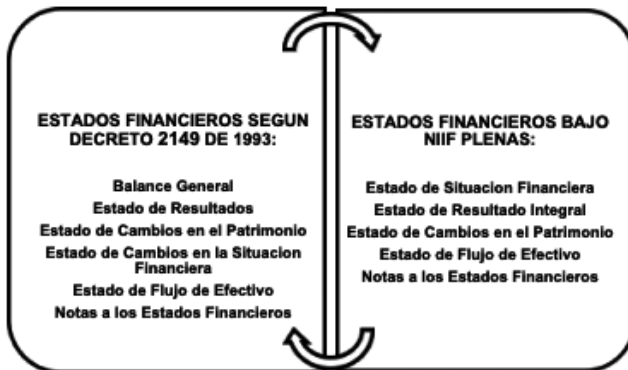 ESTADOS FINANCIEROS SEGUN
DECRETO 2149 DE 1993:
Balance General
Estado de Resultados
Estado de Cambios en el Patrimonio
Estado de Cambios en la Situacion
Financiera
Estado de Flujo de Efectivo
Notas a los Estados Financieros
ESTADOS FINANCIEROS BAJO
NIIF PLENAS:
Estado de Situacion Financiera
Estado de Resultado Integral
Estado de Cambios en el Patrimonio
Estado de Flujo de Efectivo
Notas a los Estados Financieros